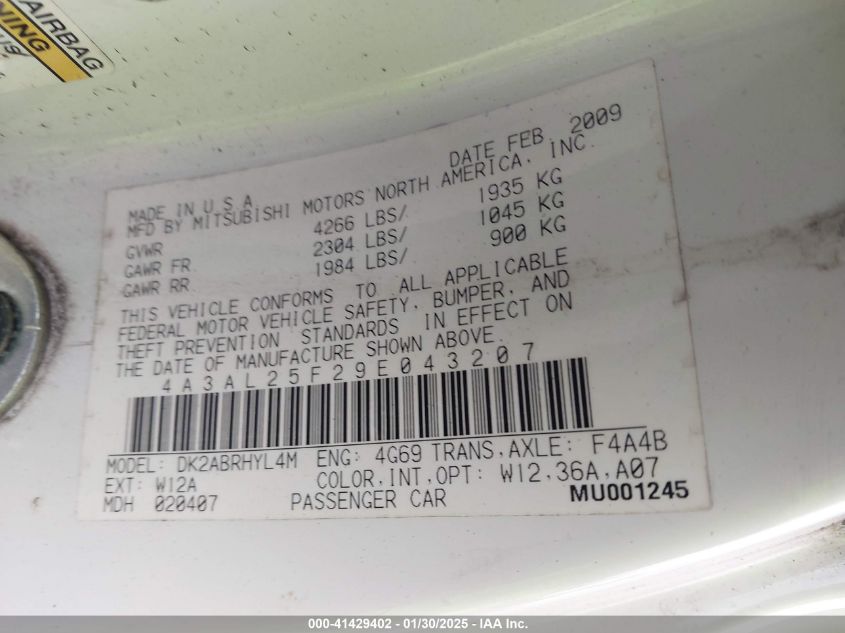 AIRBAG
NING
DATE FEB 2009
MADE IN U S A
MFD BY MITSUBISHI MOTORS NORTH AMERICA, INC.
GVWR 4266 LBS/ 1935 KG
GAWR FR 2304 LBS/ 1045 KG
GAWR RR. 1984 LBS/ 900 KG
THIS VEHICLE CONFORMS TO ALL APPLICABLE
FEDERAL MOTOR VEHICLE SAFETY, BUMPER, AND
THEFT PREVENTION STANDARDS IN EFFECT ON
THE DATE OF MANUFACTURE SHOWN ABOVE.
4A3AL25F29E043207
MODEL: DK2ABRHYL4M ENG: 4G69 TRANS, AXLE: F4A4B
EXT: W12A COLOR, INT, OPT: W12, 36A, A07
MDH 020407 PASSENGER CAR MU001245
000-41429402 - 01/30/2025 - IAA Inc.